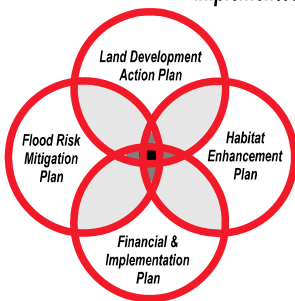 Land Development
Action Plan
Flood Risk
Mitigation
Plan
Habitat
Enhancement
Plan
Financial &
Implementation
Plan